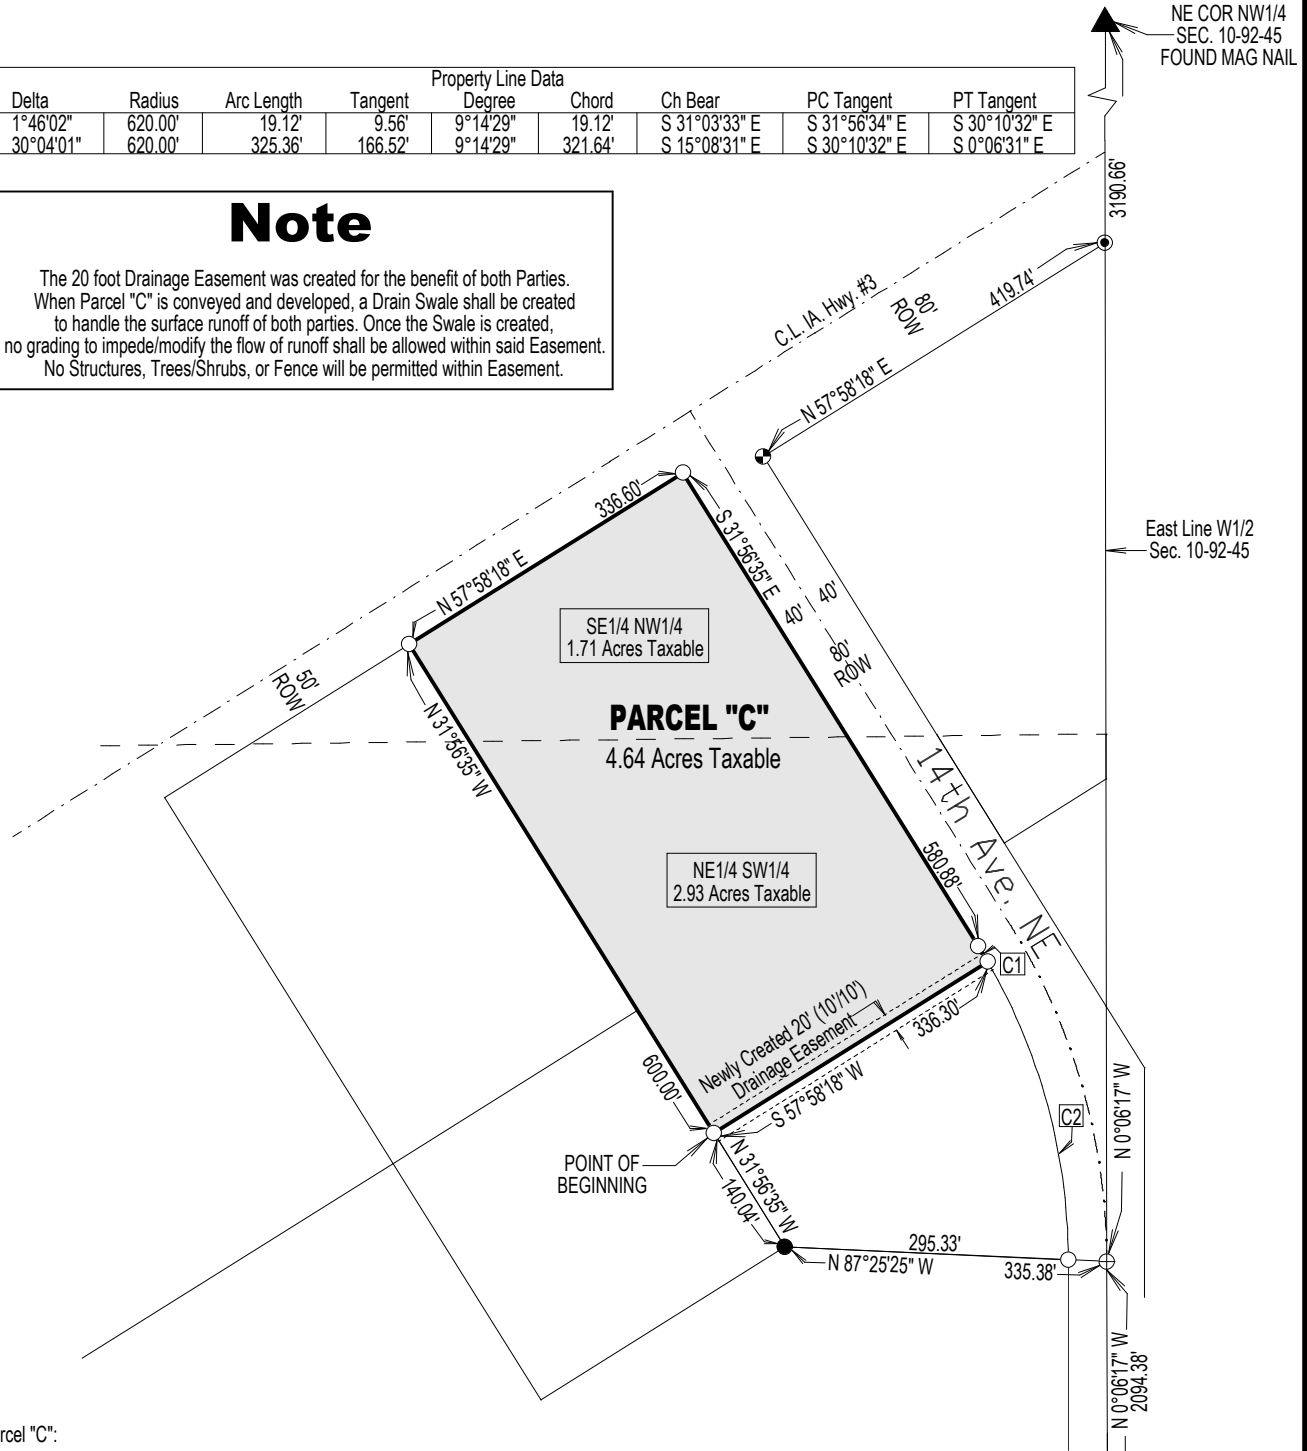 NE COR NW1/4
SEC. 10-92-45
FOUND MAG NAIL
Property Line Data
Delta Radius Arc Length Tangent Degree Chord Ch Bear PC Tangent PT Tangent
1°46'02" 620.00' 19.12' 9.56' 9°14'29" 19.12' S 31°03'33" E S 31°56'34" E S 30°10'32" E
30°04'01" 620.00' 325.36' 166.52' 9°14'29" 321.64' S 15°08'31" E S 30°10'32" E S 0°06'31" E
3190.66'
Note
The 20 foot Drainage Easement was created for the benefit of both Parties.
When Parcel "C" is conveyed and developed, a Drain Swale shall be created
to handle the surface runoff of both parties. Once the Swale is created,
no grading to impede/modify the flow of runoff shall be allowed within said Easement.
No Structures, Trees/Shrubs, or Fence will be permitted within Easement.
C.L. IA. Hwy. #3
80'
ROW
419.74'
N 57°58'18" E
336.60'
N 57°58'18" E
S 31°56'35" E
East Line W1/2
Sec. 10-92-45
40'
40'
SE1/4 NW1/4
1.71 Acres Taxable
80'
ROW
50'
ROW
N 31°56'35" W
PARCEL "C"
4.64 Acres Taxable
14th Ave. NE
580.88'
NE1/4 SW1/4
2.93 Acres Taxable
C1
Newly Created 20' (10'/10')
Drainage Easement
336.30'
600.00'
S 57°58'18" W
C2
N 0°06'17" W
POINT OF
BEGINNING
N 31°56'35" W
140.04'
295.33'
N 87°25'25" W
335.38'
N 0°06'17" W
2094.38'
rcel "C":